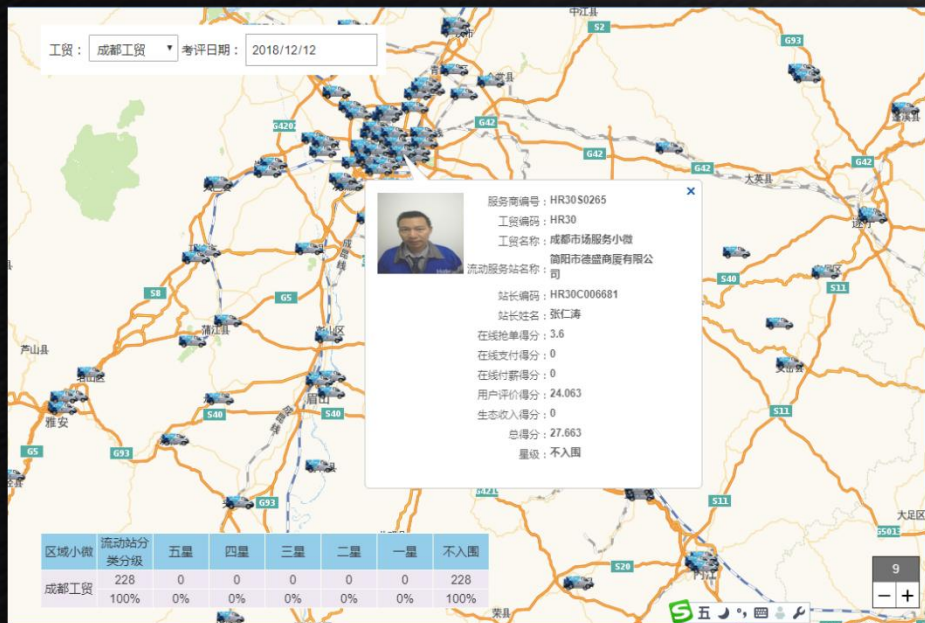 中江县
S2
G93
工贸：
成都工贸
考评日期：
2018/12/12
G4202
G42
G42
G42
G42
大英县
成昆线
S8
G5
蒲江县
芦山县
雅安
G5
G93
S40
S40
眉山
G93
S40
S11
安岳县
S11
S11
大足区
G5013
服务商编号：HR30S0265
工贸编码：HR30
工贸名称：成都市场服务小微
流动服务站名称：简阳市德盛商厦有限公
司
站长编码：HR30C006681
站长姓名：张仁涛
在线抢单得分：3.6
在线支付得分：0
在线付薪得分：0
用户评价得分：24.063
生态收入得分：0
总得分：27.663
星级：不入围
区域小微 流动站分类分级 五星 四星 三星 二星 一星 不入围
成都工贸 228 0 0 0 0 0 228
100% 0% 0% 0% 0% 0% 100%
S20
内江
荣县
9
五